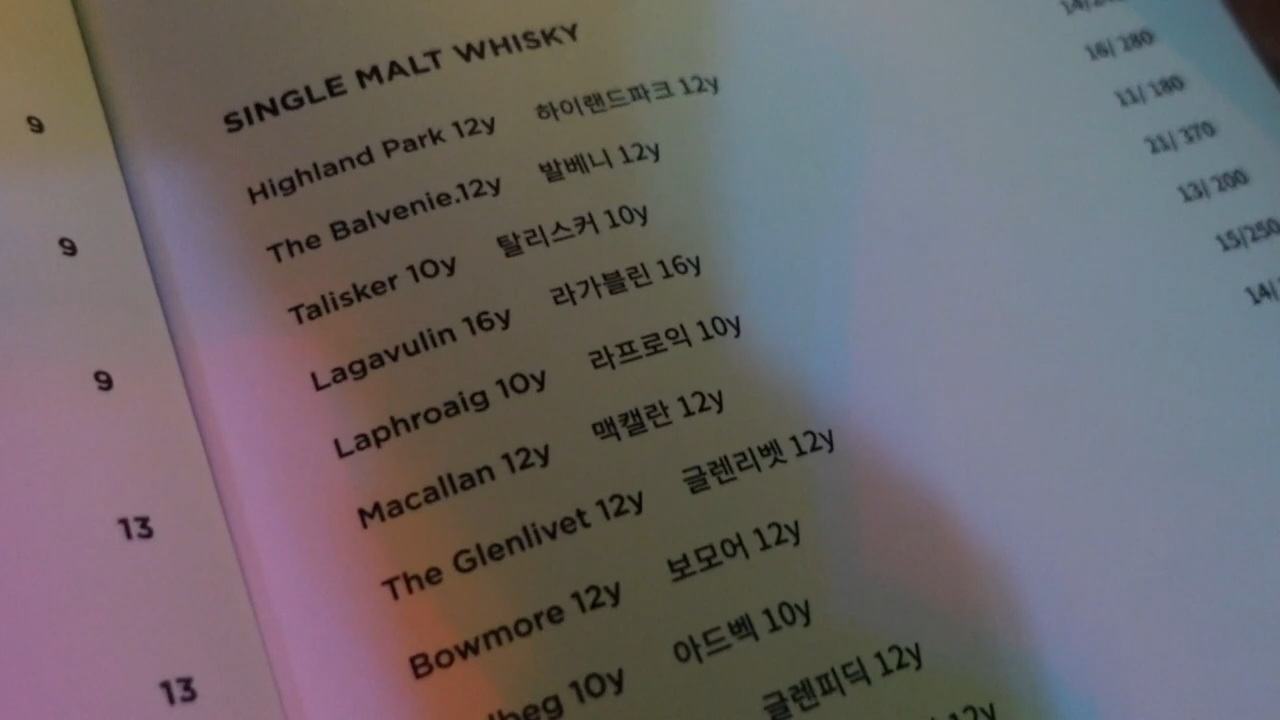 9
9
9
13
13
SINGLE MALT WHISKY
Highland Park 12y 하이랜드파크 12y
The Balvenie.12y 발베니 12y 16/ 280
Talisker 10y 탈리스커 10y 11/ 180
Lagavulin 16y 라가불린 16y 21/ 370
Laphroaig 10y 라프로익 10y 13/ 200
Macallan 12y 맥캘란 12y 15/250
The Glenlivet 12y 글렌리벳 12y 14/
Bowmore 12y 보모어 12y
10y 아드벡 10y
글렌피딕 12y
12y